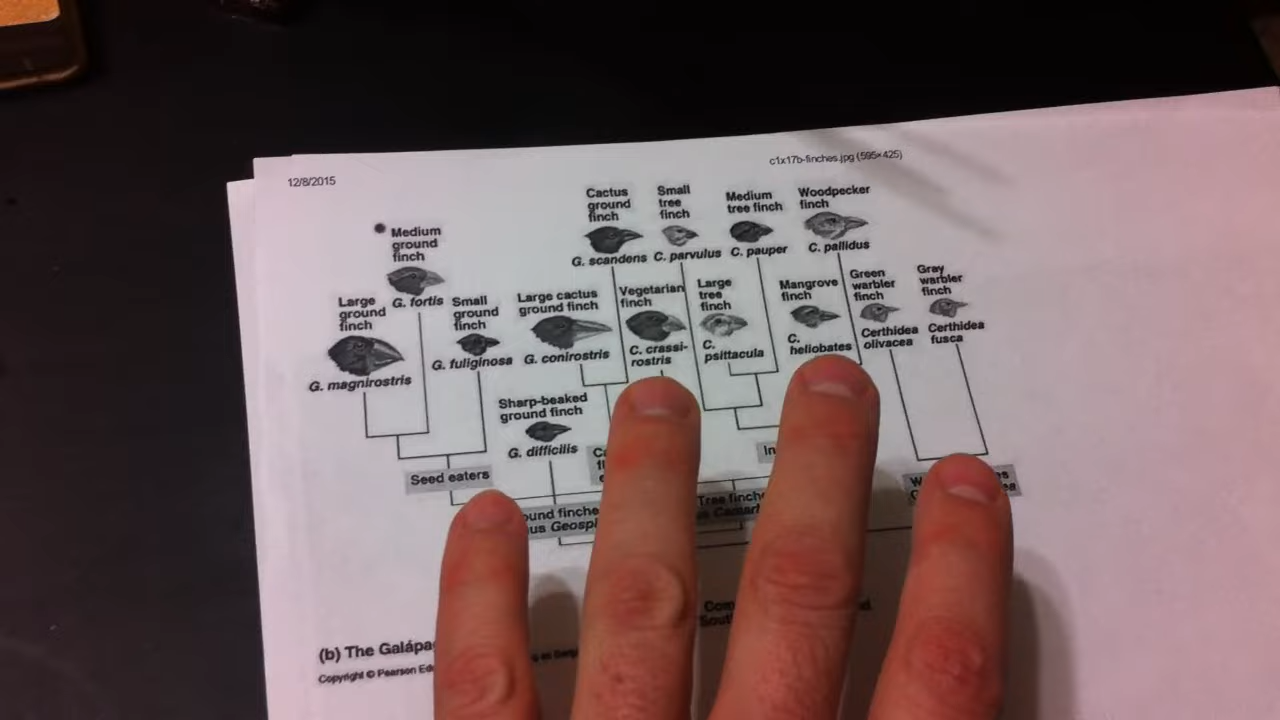 12/8/2015
c1x17b-finches.jpg (595×425)
Cactus
ground
finch
G. scandens
Small
tree
finch
C. parvulus
Medium
tree finch
C. pauper
Woodpecker
finch
C. pallidus
Medium
ground
finch
G. fortis
Large
ground
finch
G. magnirostris
Small
ground
finch
G. fuliginosa
Large cactus
ground finch
G. conirostris
Vegetarian
finch
C. crassi-
rostris
Large
tree
finch
C.
psittacula
Mangrove
finch
C.
heliobates
Green
warbler
finch
Certhidea
olivacea
Gray
warbler
finch
Certhidea
fusca
Sharp-beaked
ground finch
G. difficilis
Seed eaters
Tree finch
(b) The Galápa
Copyright © Pearson